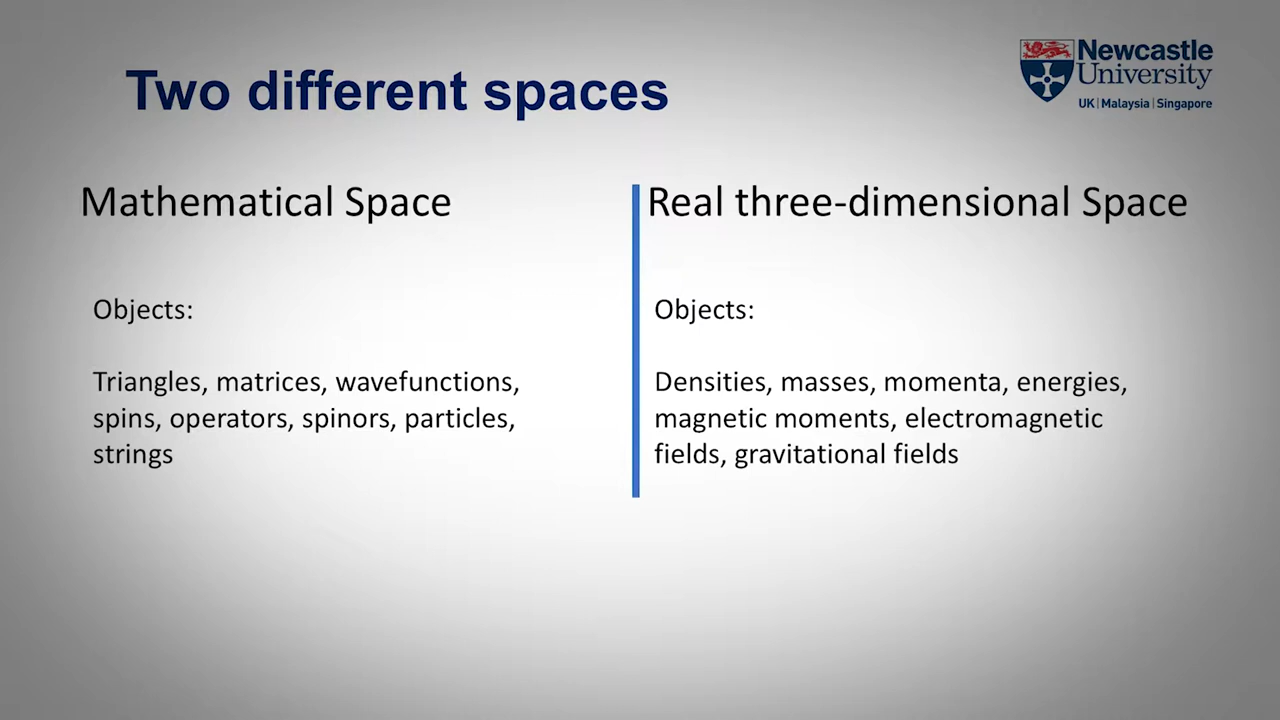 Two different spaces
Newcastle
University
UK | Malaysia | Singapore
Mathematical Space
Objects:
Triangles, matrices, wavefunctions,
spins, operators, spinors, particles,
strings
Real three-dimensional Space
Objects:
Densities, masses, momenta, energies,
magnetic moments, electromagnetic
fields, gravitational fields